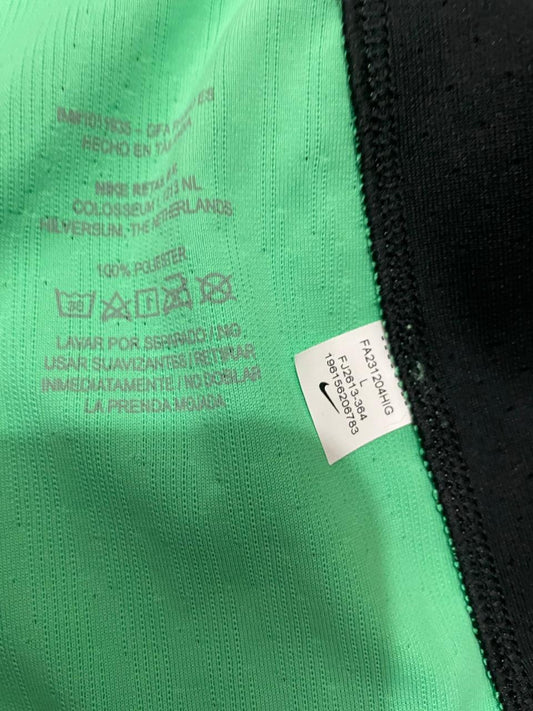 HECHO EN
NIKE RETAIL
COLOSSEUM 1, 1213 NL
HILVERSUM, THE NETHERLANDS
100% POLYESTER
30
LAVAR POR SEPARADO / NO
USAR SUAVIZANTES / RETIRAR
INMEDIATAMENTE / NO DOBLAR
LA PRENDA MOJADA
FA231204HIG
FJ2613-364
L
196156206783